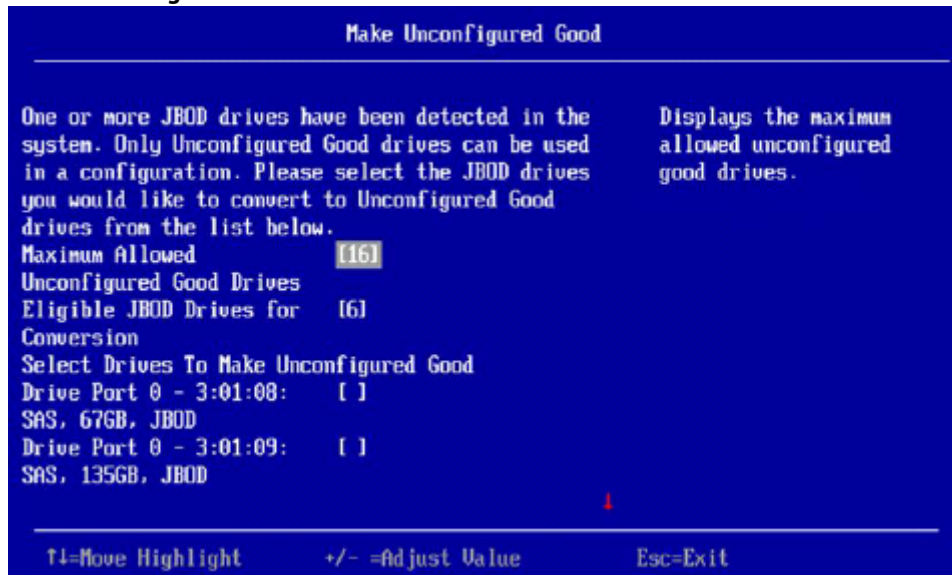 Make Unconfigured Good
One or more JBOD drives have been detected in the
system. Only Unconfigured Good drives can be used
in a configuration. Please select the JBOD drives
you would like to convert to Unconfigured Good
drives from the list below.
Maximum Allowed [16]
Unconfigured Good Drives
Eligible JBOD Drives for [6]
Conversion
Select Drives To Make Unconfigured Good
Drive Port 0 - 3:01:08: [ ]
SAS, 67GB, JBOD
Drive Port 0 - 3:01:09: [ ]
SAS, 135GB, JBOD
Displays the maximum
allowed unconfigured
good drives.
↑↓=Move Highlight +/- =Adjust Value Esc=Exit